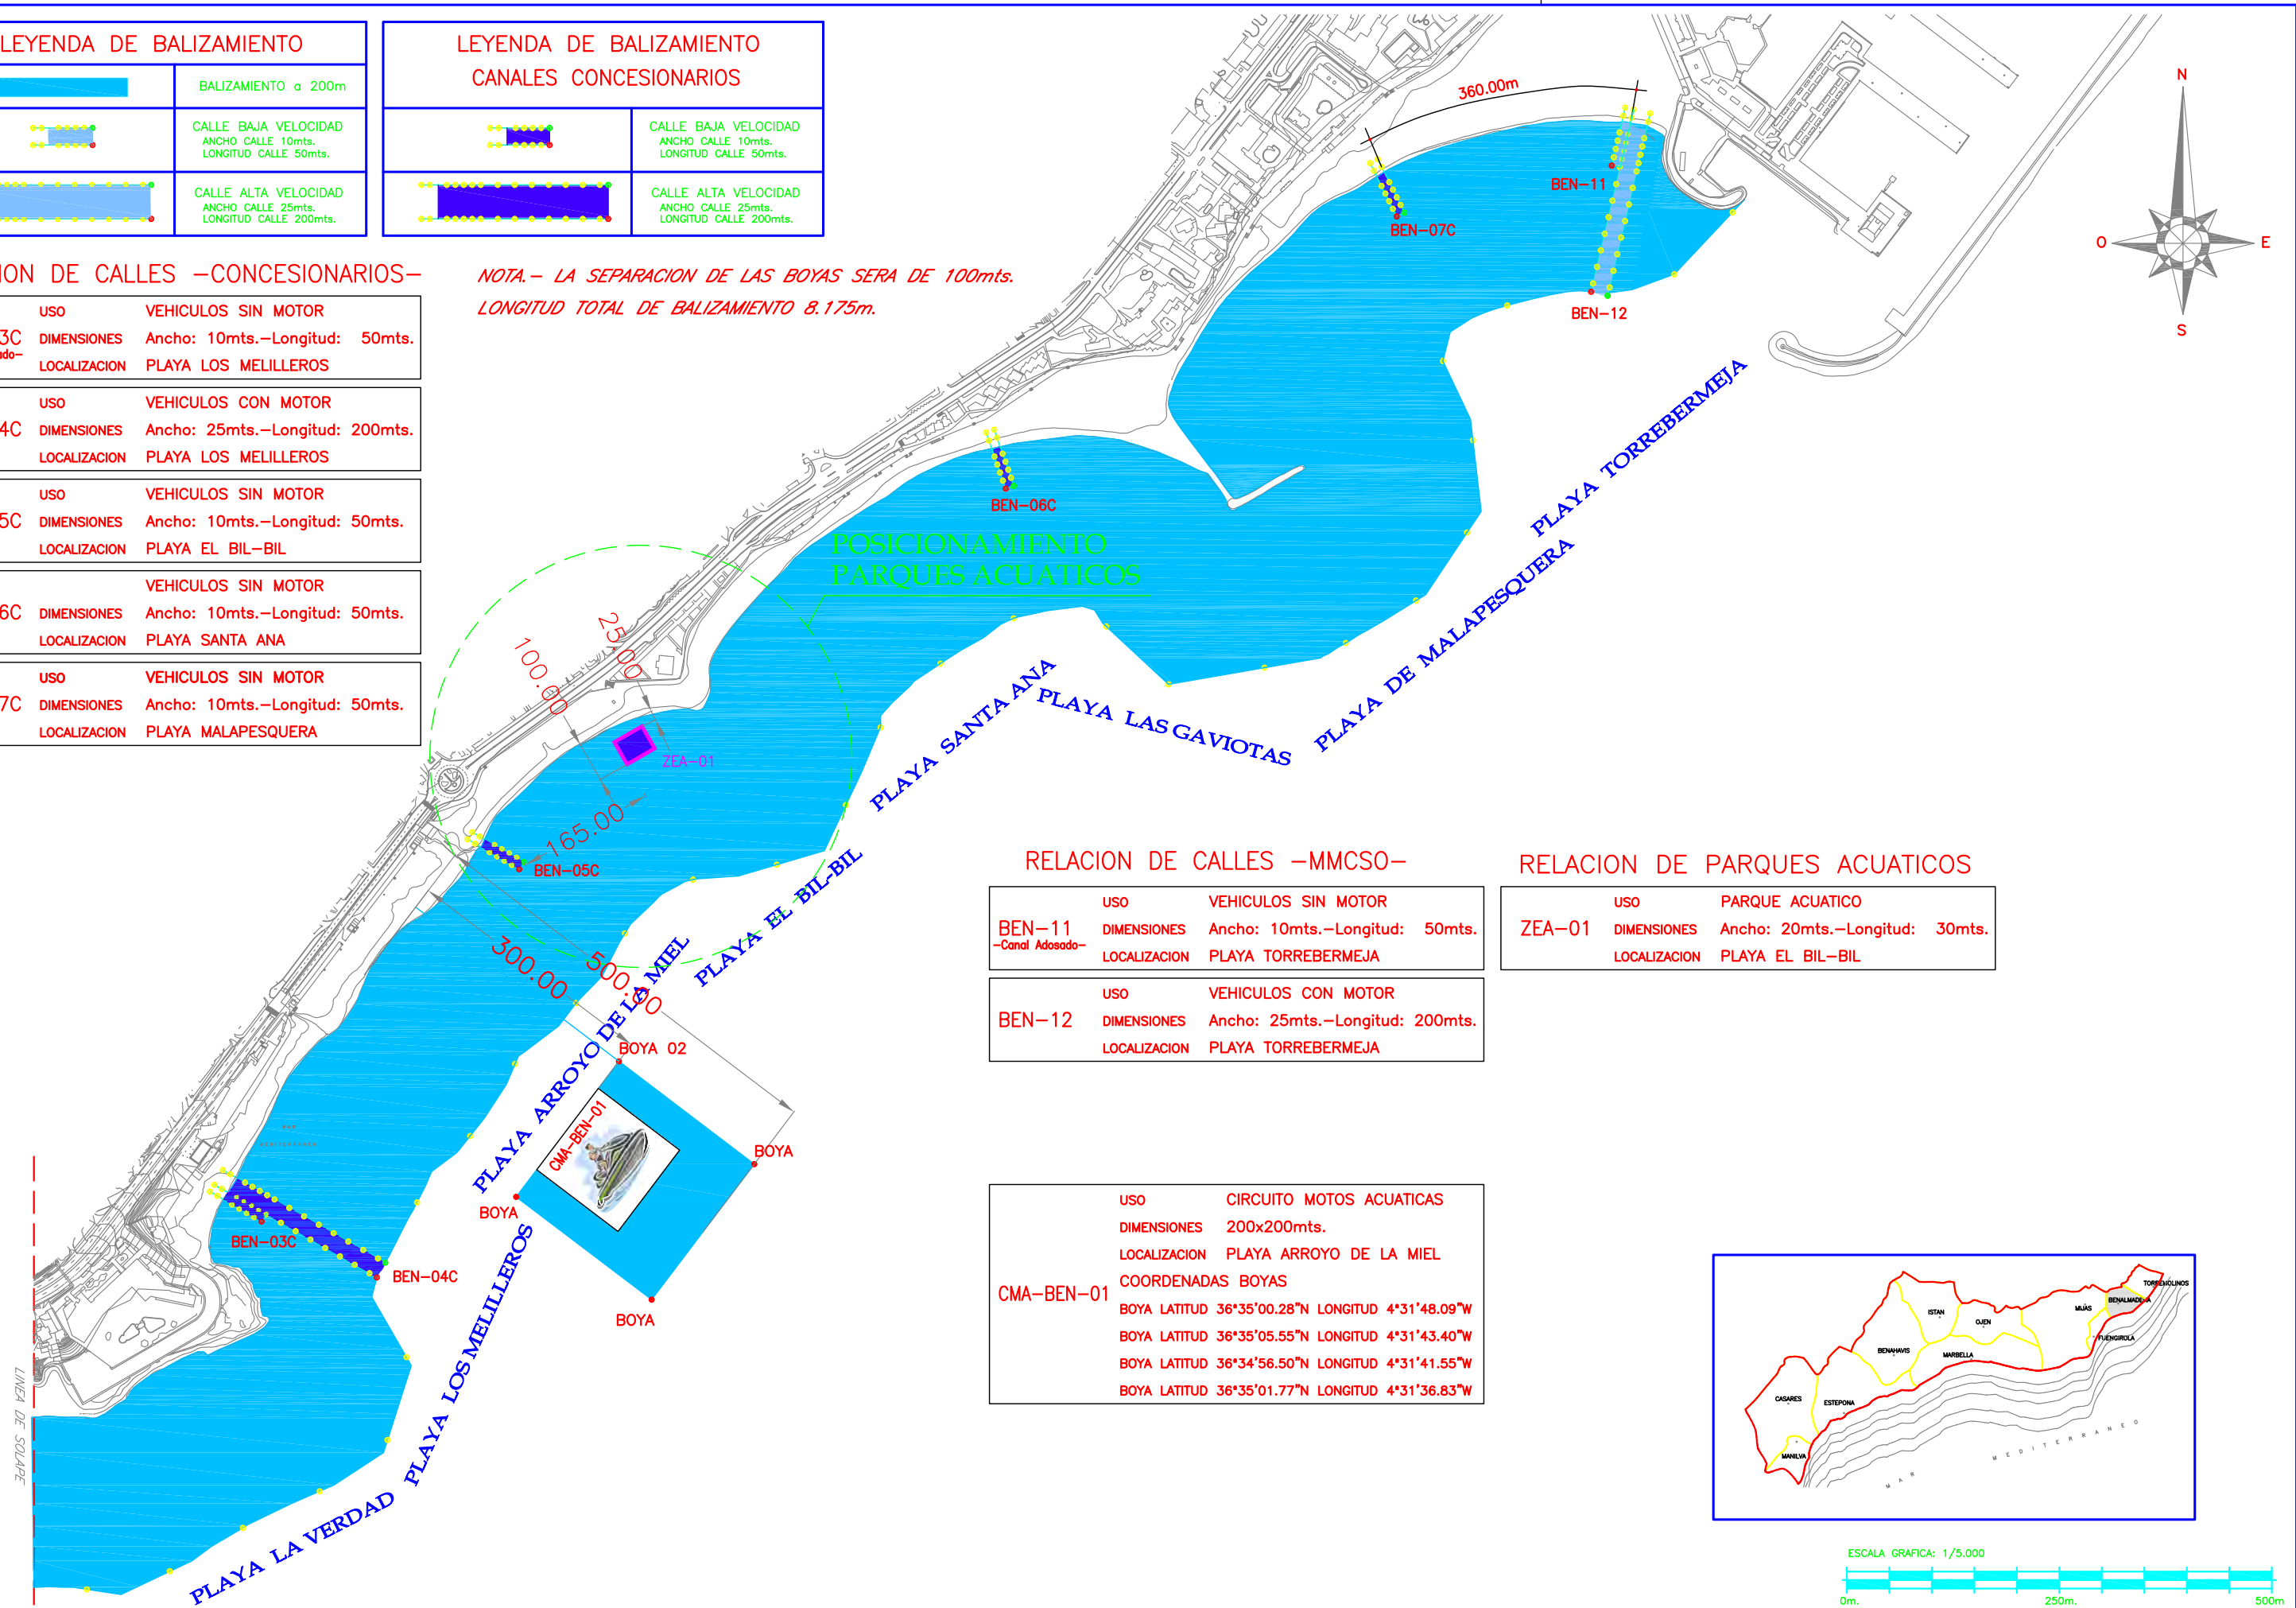 LEYENDA DE BALIZAMIENTO
BALIZAMIENTO a 200m
CALLE BAJA VELOCIDAD
ANCHO CALLE 10mts.
LONGITUD CALLE 50mts.
CALLE ALTA VELOCIDAD
ANCHO CALLE 25mts.
LONGITUD CALLE 200mts.
LEYENDA DE BALIZAMIENTO
CANALES CONCESIONARIOS
CALLE BAJA VELOCIDAD
ANCHO CALLE 10mts.
LONGITUD CALLE 50mts.
CALLE ALTA VELOCIDAD
ANCHO CALLE 25mts.
LONGITUD CALLE 200mts.
ION DE CALLES -CONCESIONARIOS-
USO VEHICULOS SIN MOTOR
3C DIMENSIONES Ancho: 10mts.-Longitud: 50mts.
ado-
LOCALIZACION PLAYA LOS MELILLEROS
USO VEHICULOS CON MOTOR
4C DIMENSIONES Ancho: 25mts.-Longitud: 200mts.
LOCALIZACION PLAYA LOS MELILLEROS
USO VEHICULOS SIN MOTOR
5C DIMENSIONES Ancho: 10mts.-Longitud: 50mts.
LOCALIZACION PLAYA EL BIL-BIL
VEHICULOS SIN MOTOR
6C DIMENSIONES Ancho: 10mts.-Longitud: 50mts.
LOCALIZACION PLAYA SANTA ANA
USO VEHICULOS SIN MOTOR
7C DIMENSIONES Ancho: 10mts.-Longitud: 50mts.
LOCALIZACION PLAYA MALAPESQUERA
NOTA.- LA SEPARACION DE LAS BOYAS SERA DE 100mts.
LONGITUD TOTAL DE BALIZAMIENTO 8.175m.
360.00m
BEN-11
BEN-07C
BEN-12
N
O
E
S
BEN-06C
POSICIONAMIENTO
PARQUES ACUATICOS
25.00
100.00
ZEA-01
165.00
BEN-05C
300.00
500.00
PLAYA TORREBERMEJA
PLAYA DE MALAPESQUERA
PLAYA LAS GAVIOTAS
PLAYA SANTA ANA
PLAYA EL BIL-BIL
PLAYA ARROYO DE LA MIEL
PLAYA LOS MELILLEROS
PLAYA LA VERDAD
BOYA 02
BOYA
BOYA
BOYA
CMA-BEN-01
BEN-03C
BEN-04C
LINEA DE SOLAPE
RELACION DE CALLES -MMCSO-
USO VEHICULOS SIN MOTOR
BEN-11 DIMENSIONES Ancho: 10mts.-Longitud: 50mts.
-Canal Adosado-
LOCALIZACION PLAYA TORREBERMEJA
USO VEHICULOS CON MOTOR
BEN-12 DIMENSIONES Ancho: 25mts.-Longitud: 200mts.
LOCALIZACION PLAYA TORREBERMEJA
RELACION DE PARQUES ACUATICOS
USO PARQUE ACUATICO
ZEA-01 DIMENSIONES Ancho: 20mts.-Longitud: 30mts.
LOCALIZACION PLAYA EL BIL-BIL
USO CIRCUITO MOTOS ACUATICAS
DIMENSIONES 200x200mts.
LOCALIZACION PLAYA ARROYO DE LA MIEL
COORDENADAS BOYAS
CMA-BEN-01
BOYA LATITUD 36°35'00.28"N LONGITUD 4°31'48.09"W
BOYA LATITUD 36°35'05.55"N LONGITUD 4°31'43.40"W
BOYA LATITUD 36°34'56.50"N LONGITUD 4°31'41.55"W
BOYA LATITUD 36°35'01.77"N LONGITUD 4°31'36.83"W
TORREMOLINOS
BENALMADENA
MIJAS
ISTAN
OJEN
FUENGIROLA
BENAHAVIS
MARBELLA
CASARES
ESTEPONA
MANILVA
MAR MEDITERRANEO
ESCALA GRAFICA: 1/5.000
0m. 250m. 500m